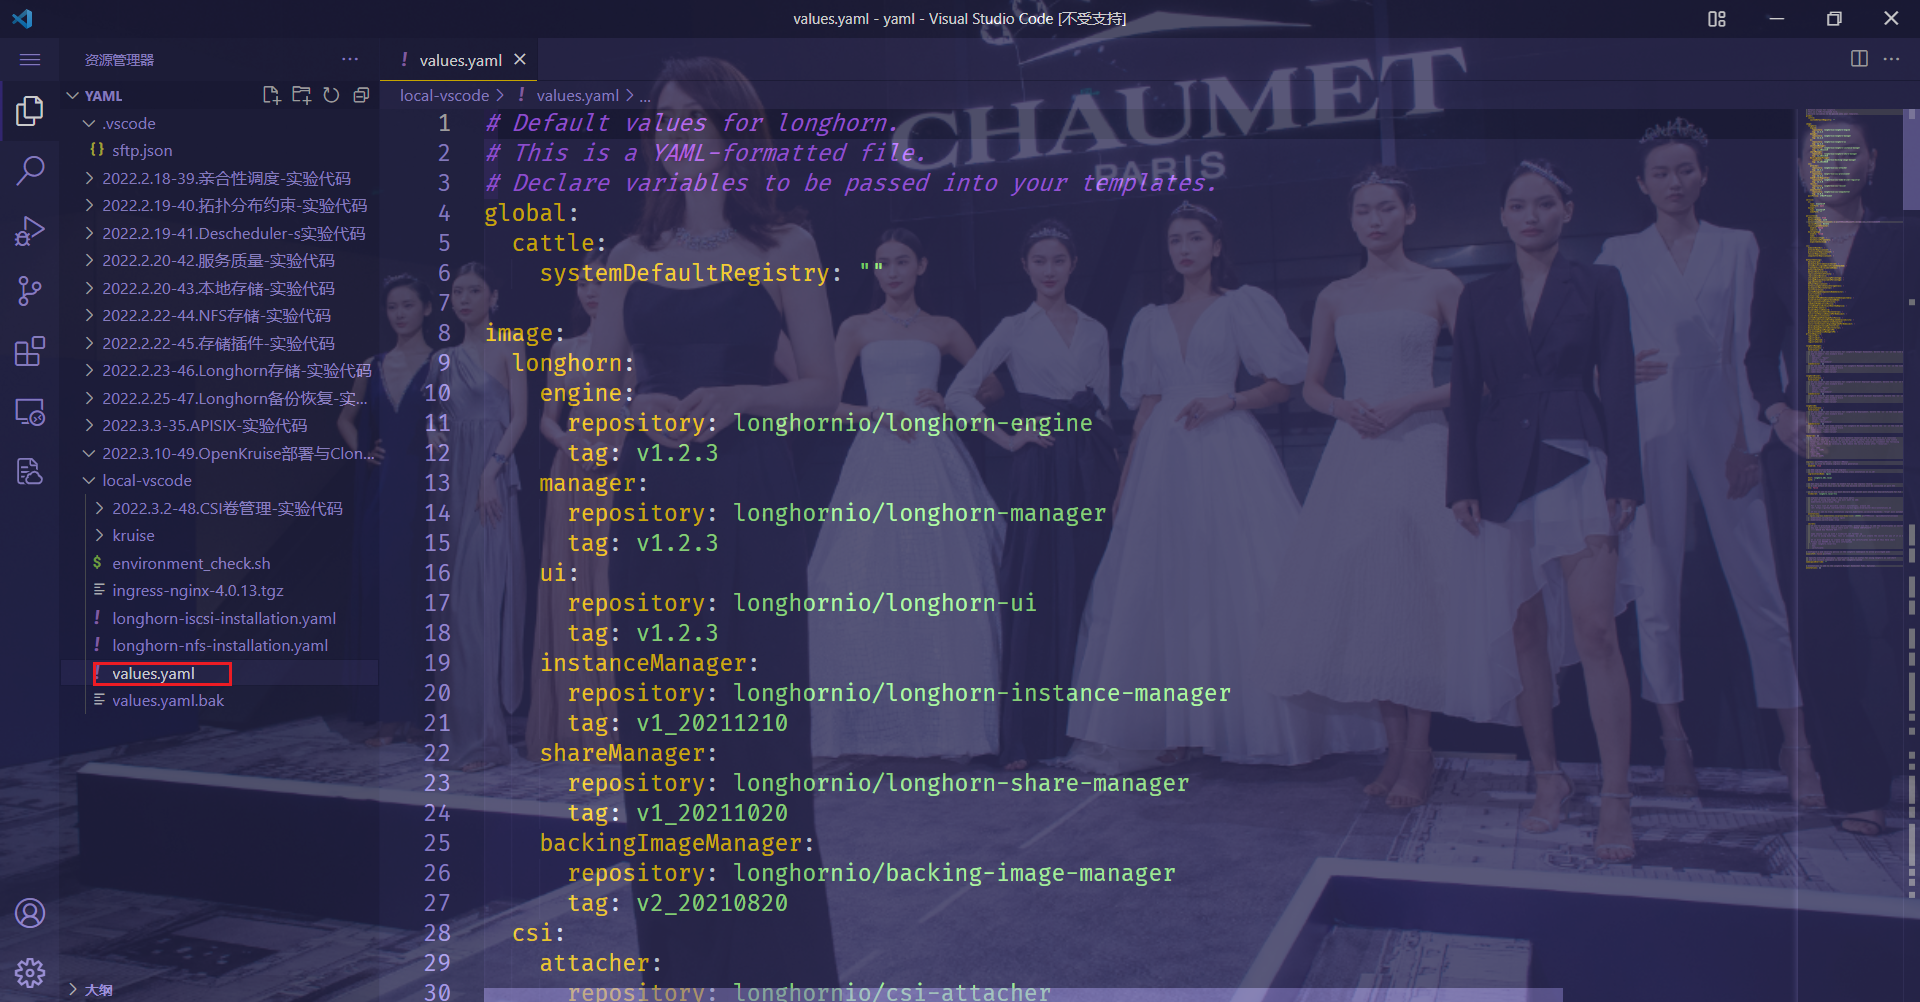 values.yaml - yaml - Visual Studio Code [不受支持]
资源管理器
! values.yaml
YAML
local-vscode > ! values.yaml > ...
.vscode
{} sftp.json
2022.2.18-39.亲合性调度-实验代码
2022.2.19-40.拓扑分布约束-实验代码
2022.2.19-41.Descheduler-s实验代码
2022.2.20-42.服务质量-实验代码
2022.2.20-43.本地存储-实验代码
2022.2.22-44.NFS存储-实验代码
2022.2.22-45.存储插件-实验代码
2022.2.23-46.Longhorn存储-实验代码
2022.2.25-47.Longhorn备份恢复-实...
2022.3.3-35.APISIX-实验代码
2022.3.10-49.OpenKruise部署与Clon...
local-vscode
2022.3.2-48.CSI卷管理-实验代码
kruise
$ environment_check.sh
ingress-nginx-4.0.13.tgz
! longhorn-iscsi-installation.yaml
! longhorn-nfs-installation.yaml
! values.yaml
values.yaml.bak
大纲
1 # Default values for longhorn.
2 # This is a YAML-formatted file.
3 # Declare variables to be passed into your templates.
4 global:
5 cattle:
6 systemDefaultRegistry: ""
7
8 image:
9 longhorn:
10 engine:
11 repository: longhornio/longhorn-engine
12 tag: v1.2.3
13 manager:
14 repository: longhornio/longhorn-manager
15 tag: v1.2.3
16 ui:
17 repository: longhornio/longhorn-ui
18 tag: v1.2.3
19 instanceManager:
20 repository: longhornio/longhorn-instance-manager
21 tag: v1_20211210
22 shareManager:
23 repository: longhornio/longhorn-share-manager
24 tag: v1_20211020
25 backingImageManager:
26 repository: longhornio/backing-image-manager
27 tag: v2_20210820
28 csi:
29 attacher:
30 repository: longhornio/csi-attacher
CHAUMET
PARIS